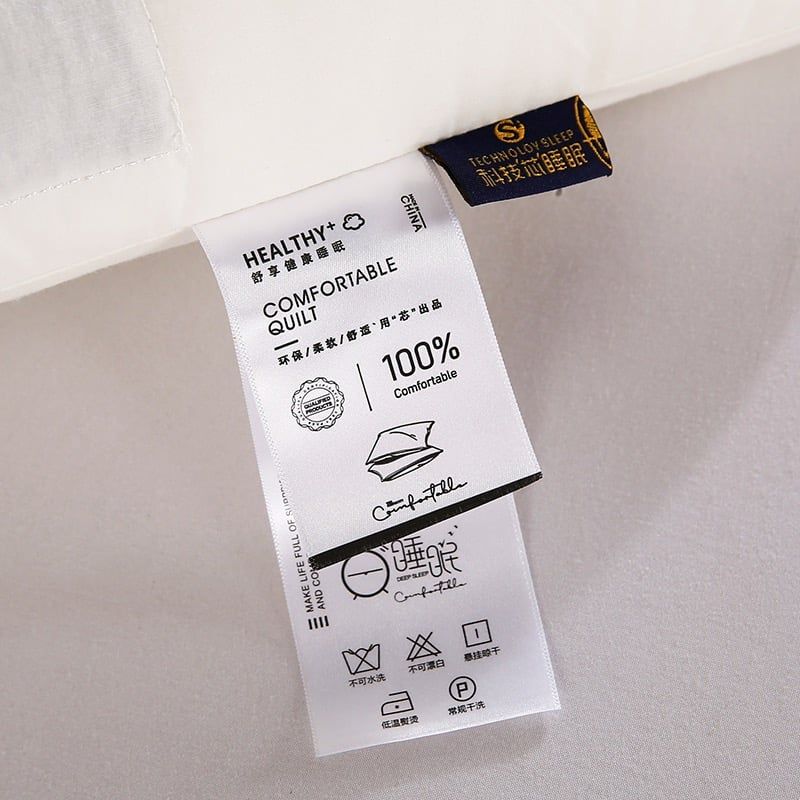 S
TECHNOLOY SLEEP
科技芯睡眠
MADE IN
CHINA
HEALTHY+
舒享健康睡眠
COMFORTABLE
QUILT
环保/柔软/舒适`用"芯"出品
QUALIFIED
PRODUCTS
100%
Comfortable
Comfortable
MAKE LIFE FULL OF
AND
睡眠
DEEP SLEEP
Comfortable
不可水洗
不可漂白
悬挂晾干
低温熨烫
P
常规干洗